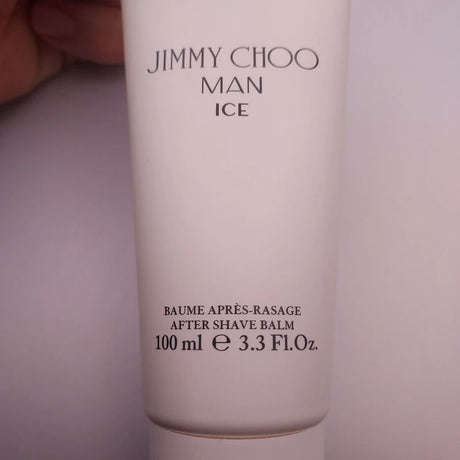 JIMMY CHOO
MAN
ICE
BAUME APRÈS-RASAGE
AFTER SHAVE BALM
100 ml ℮ 3.3 Fl.Oz.